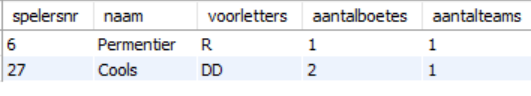 spelersnr naam voorletters aantalboetes aantalteams
6 Permentier R 1 1
27 Cools DD 2 1